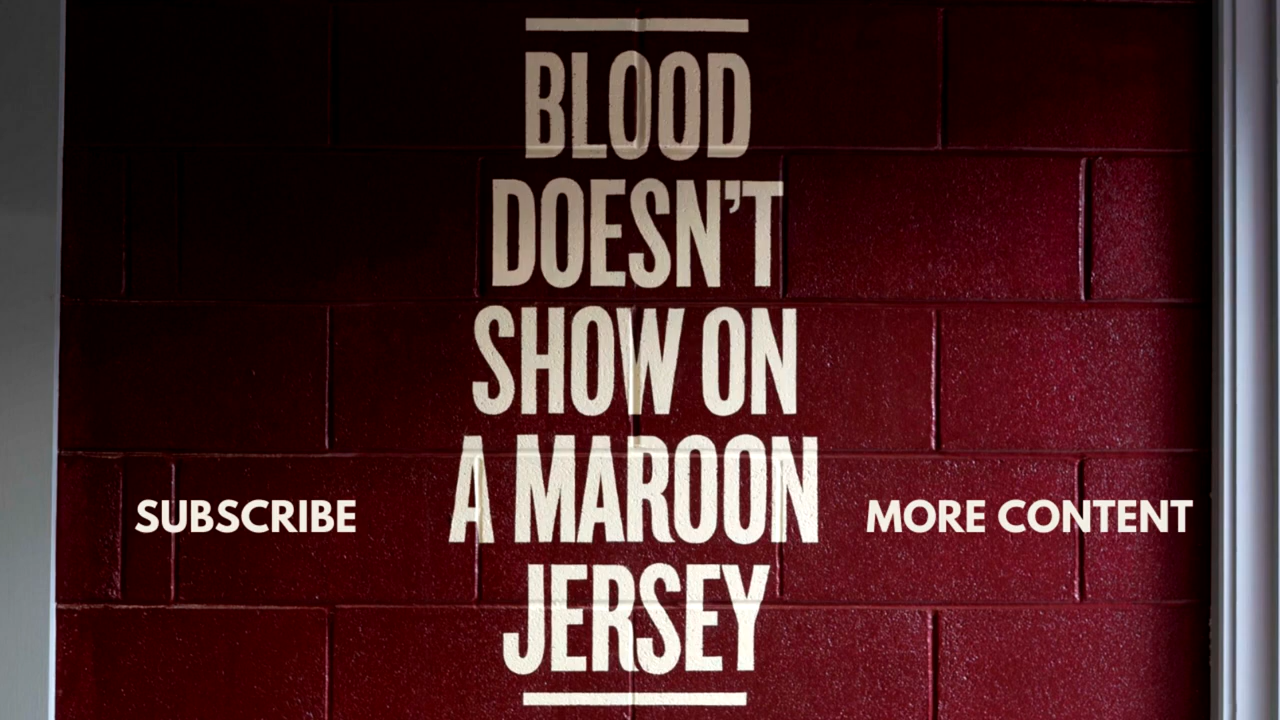 BLOOD
DOESN'T
SHOW ON
A MAROON
JERSEY
SUBSCRIBE
MORE CONTENT